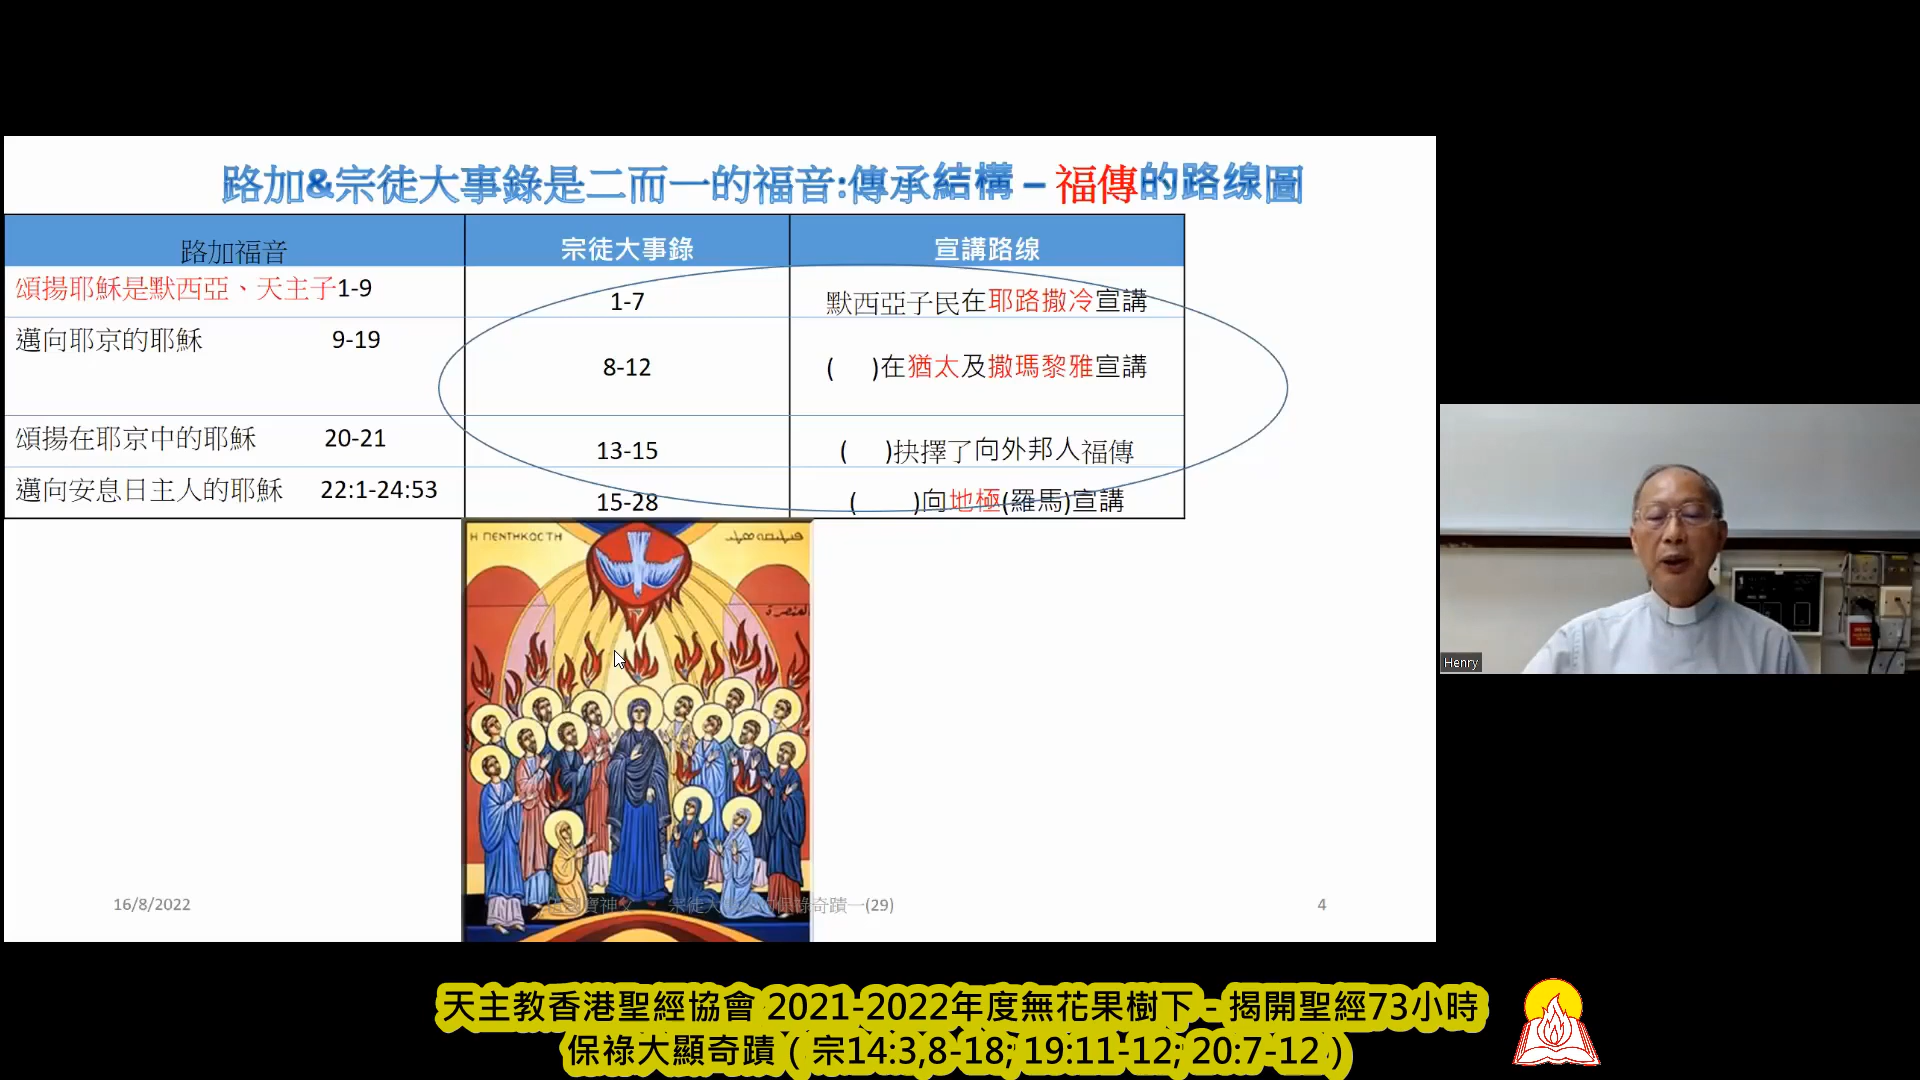 路加&宗徒大事錄是二而一的福音:傳承結構 – 福傳的路线圖
路加福音 宗徒大事錄 宣講路线
頌揚耶穌是默西亞、天主子1-9 1-7 默西亞子民在耶路撒冷宣講
邁向耶京的耶穌 9-19 8-12 ( )在猶太及撒瑪黎雅宣講
頌揚在耶京中的耶穌 20-21 13-15 ( )抉擇了向外邦人福傳
邁向安息日主人的耶穌 22:1-24:53 15-28 ( )向地極(羅馬)宣講
Η ΠΕΝΤΗΚΟСΤΗ
16/8/2022
奇蹟一(29)
4
Henry
天主教香港聖經協會 2021-2022年度無花果樹下 - 揭開聖經73小時
保祿大顯奇蹟（ 宗14:3,8-18; 19:11-12; 20:7-12 ）